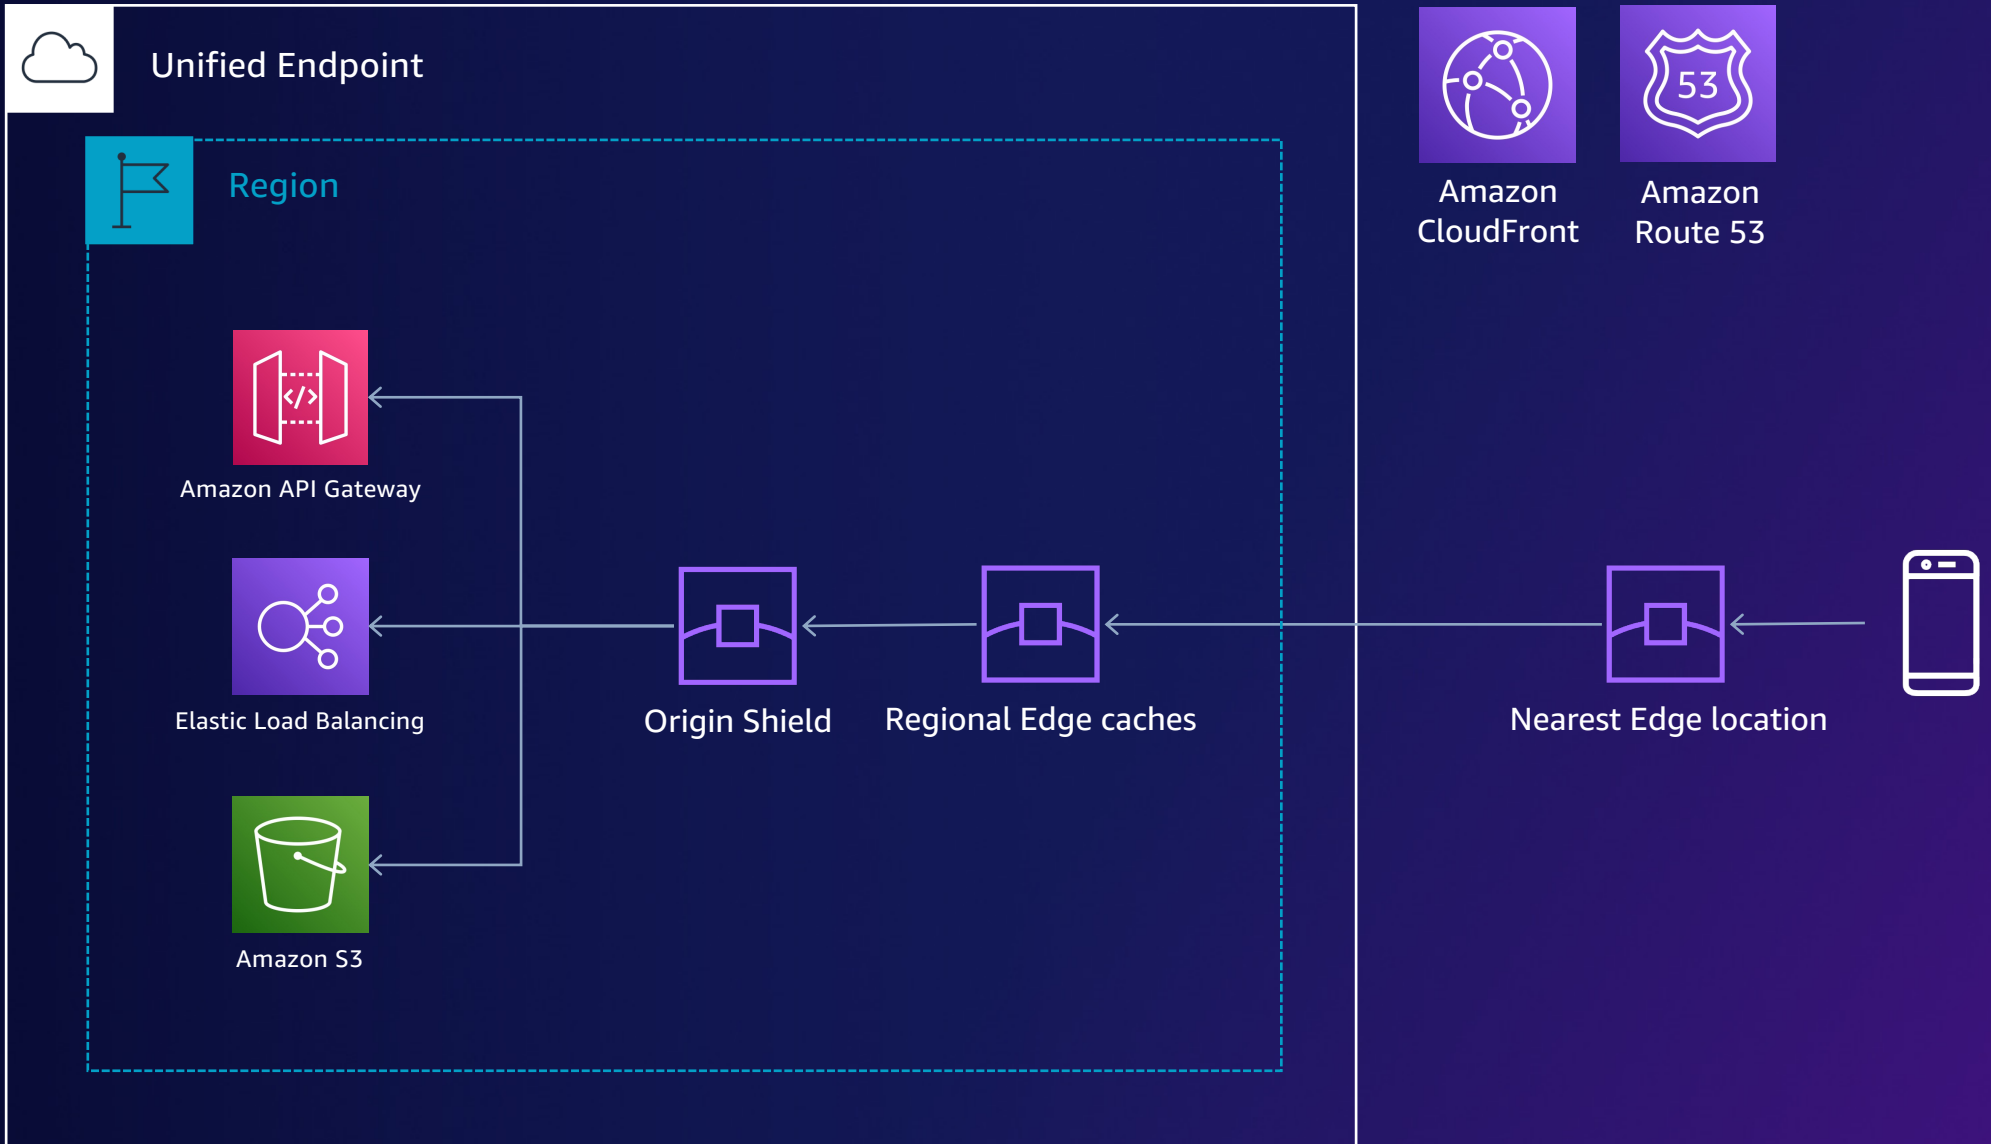 Unified Endpoint
Region
Amazon API Gateway
Elastic Load Balancing
Amazon S3
Origin Shield
Regional Edge caches
Amazon
CloudFront
53
Amazon
Route 53
Nearest Edge location